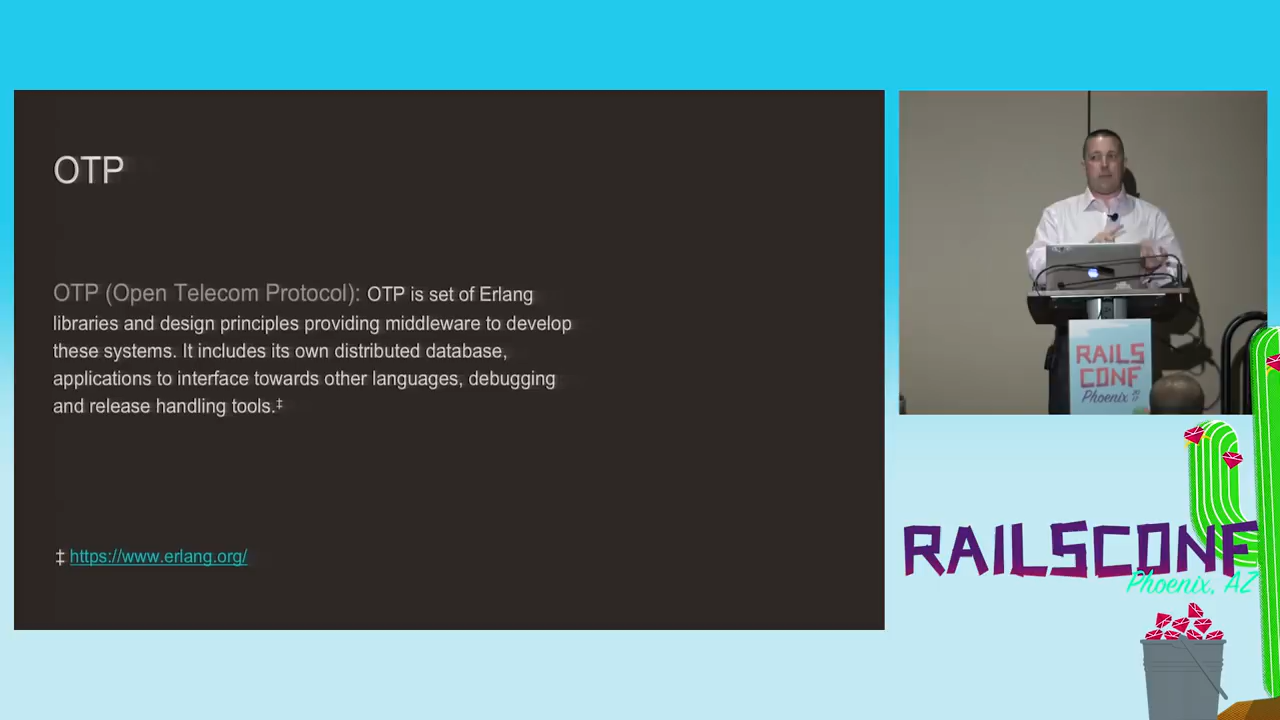 OTP
OTP (Open Telecom Protocol): OTP is set of Erlang
libraries and design principles providing middleware to develop
these systems. It includes its own distributed database,
applications to interface towards other languages, debugging
and release handling tools.‡
‡ https://www.erlang.org/
RAILS
CONF
Phoenix
RAILSCONF
Phoenix, AZ